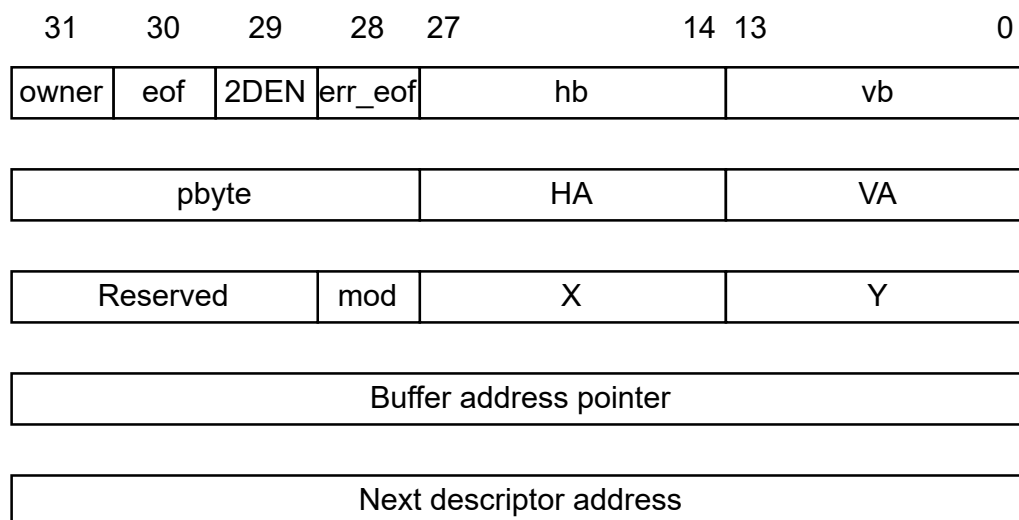 31 30 29 28 27 14 13 0
owner eof 2DEN err_eof hb vb
pbyte HA VA
Reserved mod X Y
Buffer address pointer
Next descriptor address